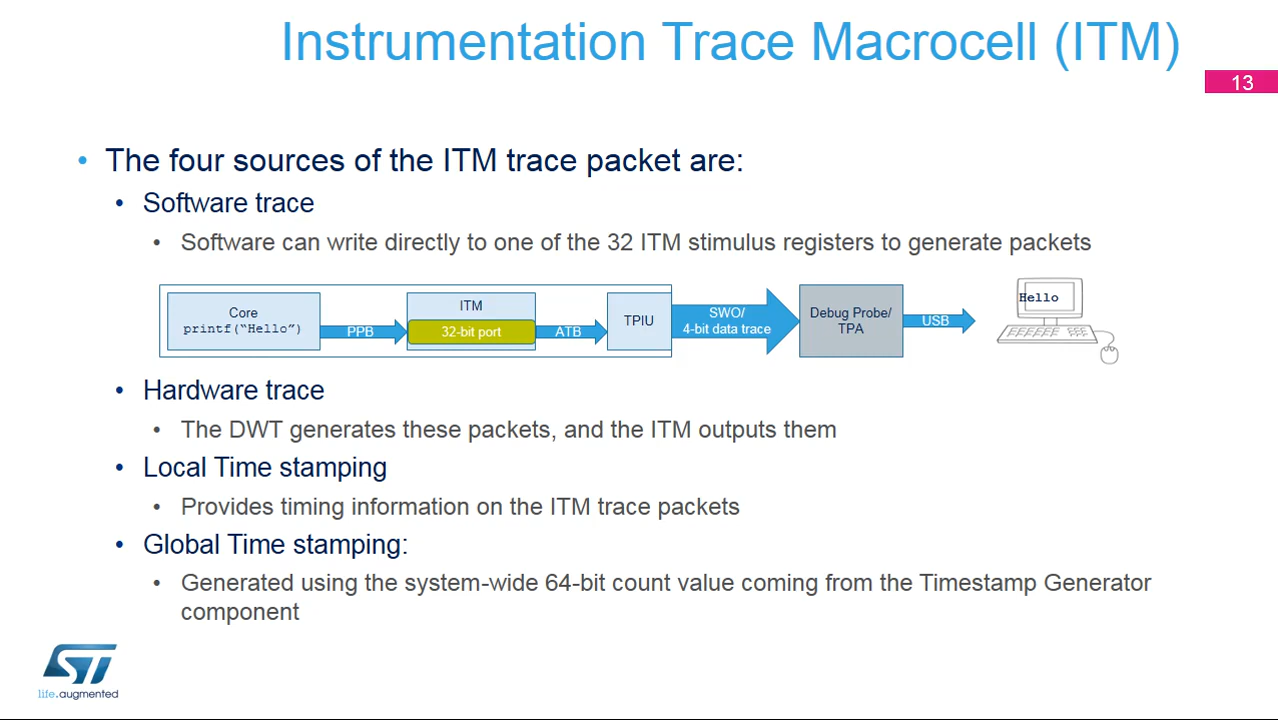 Instrumentation Trace Macrocell (ITM)
13
• The four sources of the ITM trace packet are:
• Software trace
• Software can write directly to one of the 32 ITM stimulus registers to generate packets
Core
printf(“Hello”)
PPB
ITM
32-bit port
ATB
TPIU
SWO/
4-bit data trace
Debug Probe/
TPA
USB
Hello
• Hardware trace
• The DWT generates these packets, and the ITM outputs them
• Local Time stamping
• Provides timing information on the ITM trace packets
• Global Time stamping:
• Generated using the system-wide 64-bit count value coming from the Timestamp Generator
component
ST
life.augmented